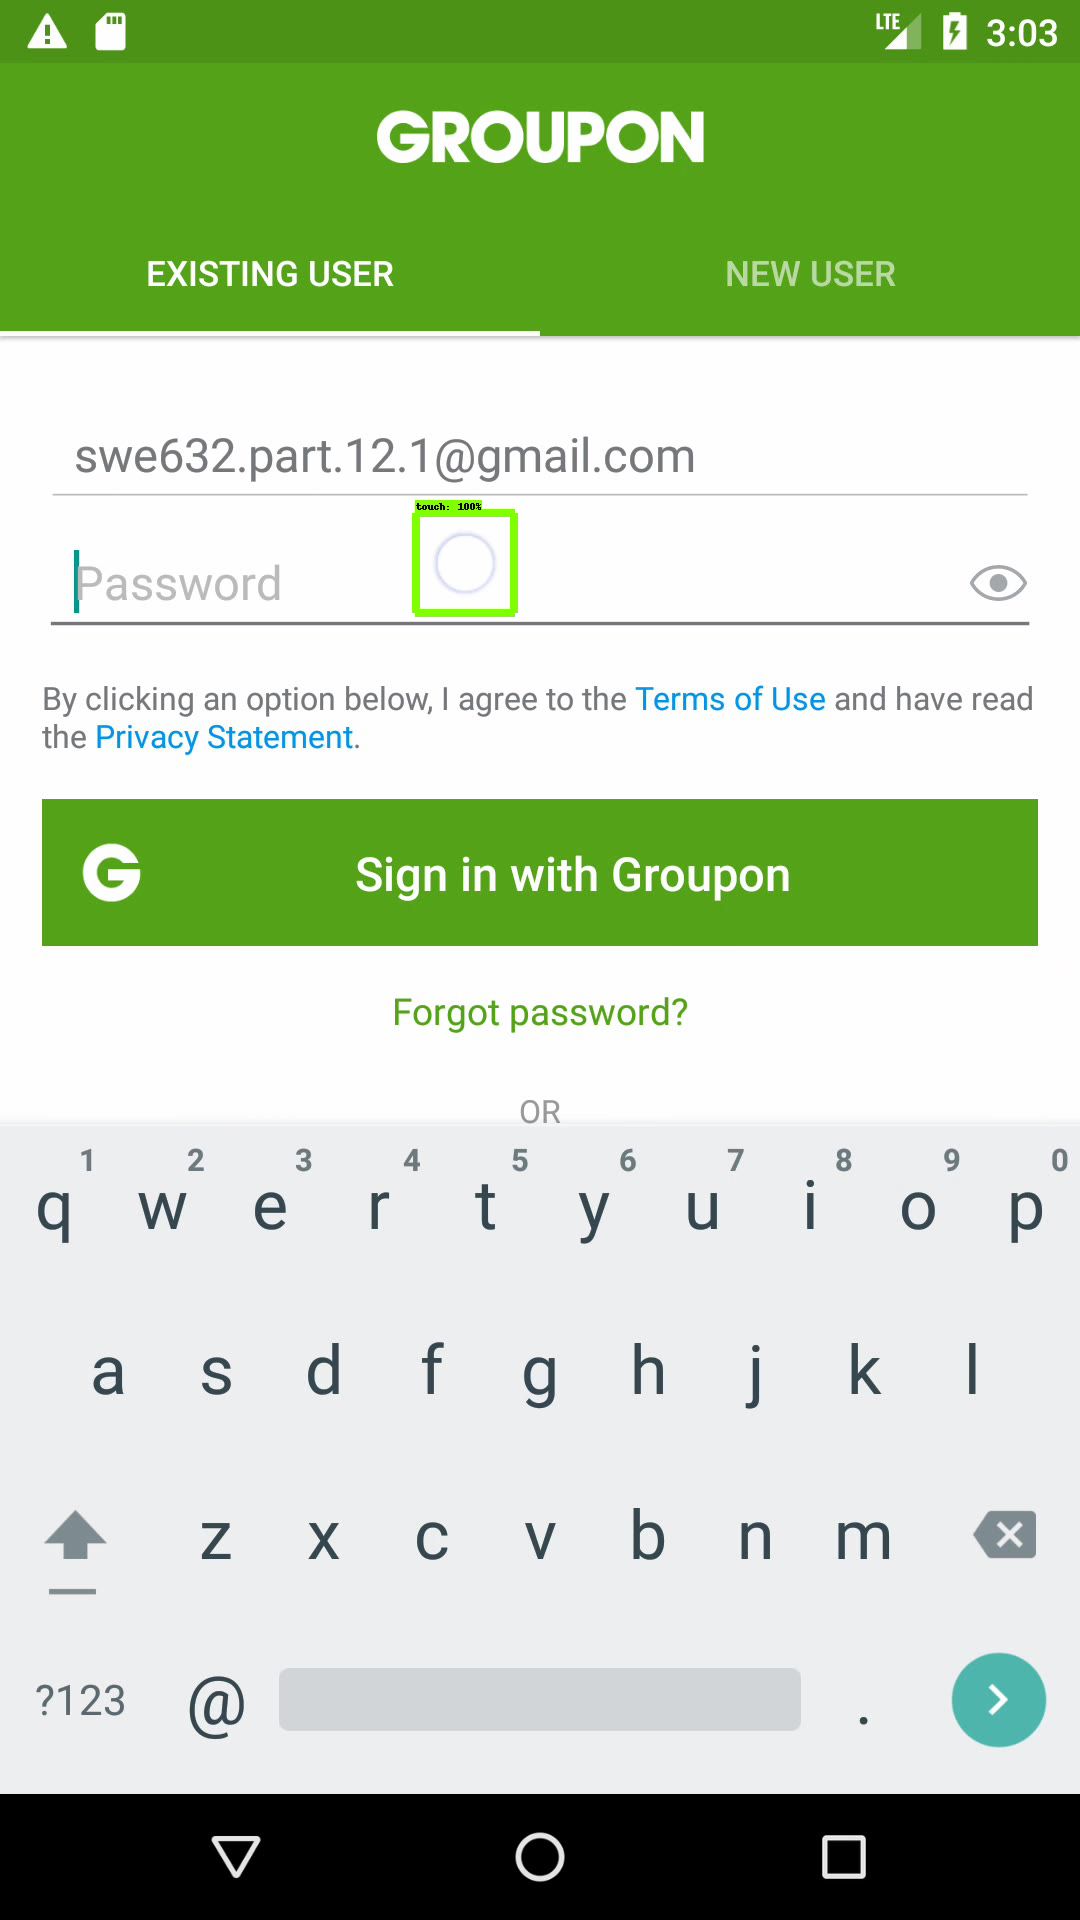 LTE 3:03
GROUPON
EXISTING USER NEW USER
swe632.part.12.1@gmail.com
touch: 100%
Password
By clicking an option below, I agree to the Terms of Use and have read
the Privacy Statement.
G Sign in with Groupon
Forgot password?
OR
1 2 3 4 5 6 7 8 9 0
q w e r t y u i o p
a s d f g h j k l
z x c v b n m
?123 @ .